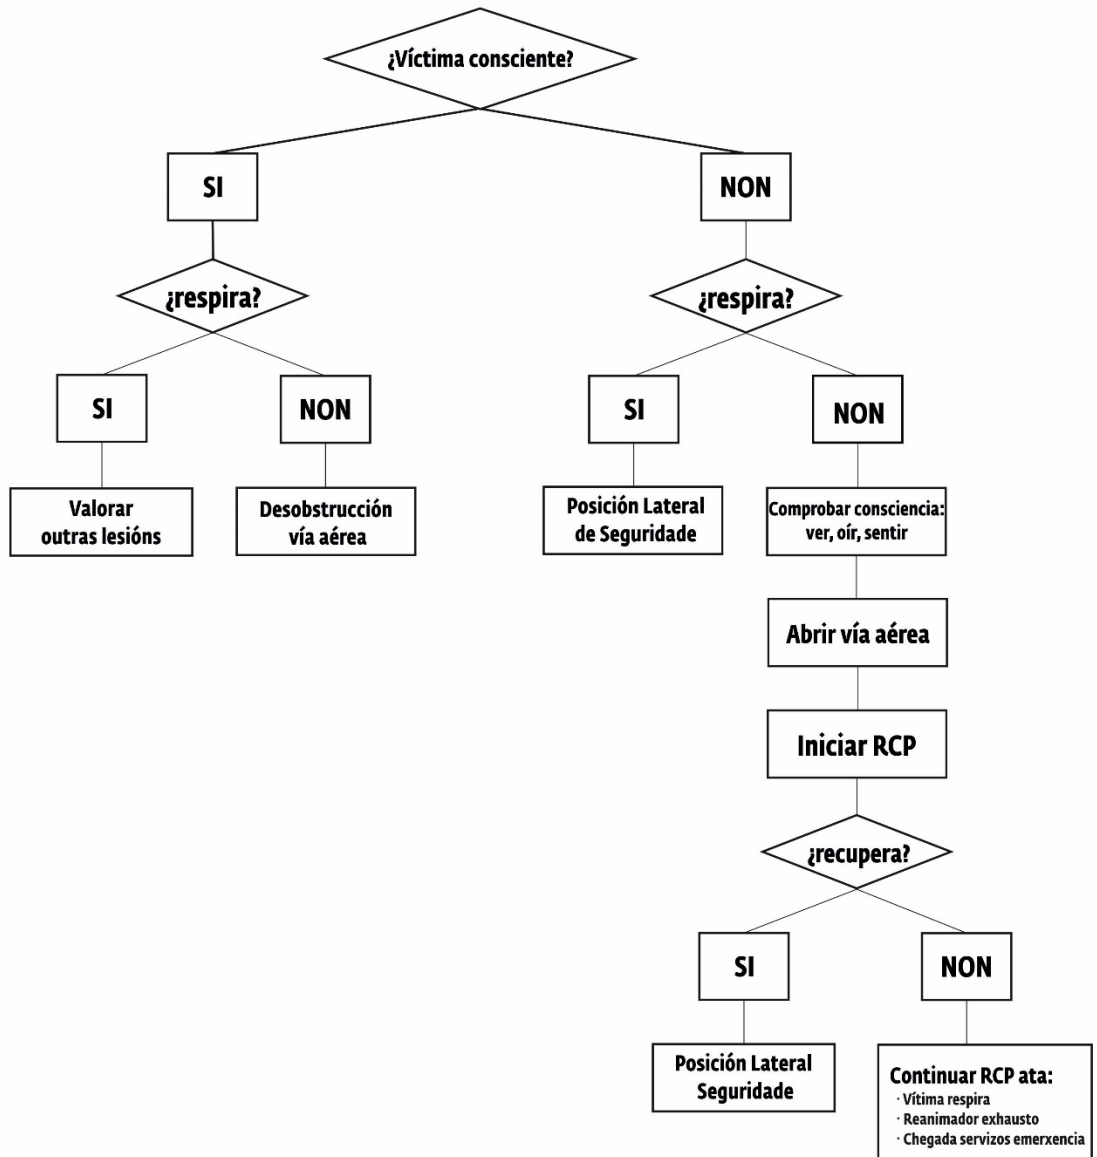 ¿Víctima consciente?
SI
NON
¿respira?
¿respira?
SI
NON
SI
NON
Valorar
outras lesións
Desobstrucción
vía aérea
Posición Lateral
de Seguridade
Comprobar consciencia:
ver, oír, sentir
Abrir vía aérea
Iniciar RCP
¿recupera?
SI
NON
Posición Lateral
Seguridade
Continuar RCP ata:
· Vítima respira
· Reanimador exhausto
· Chegada servizos emerxencia